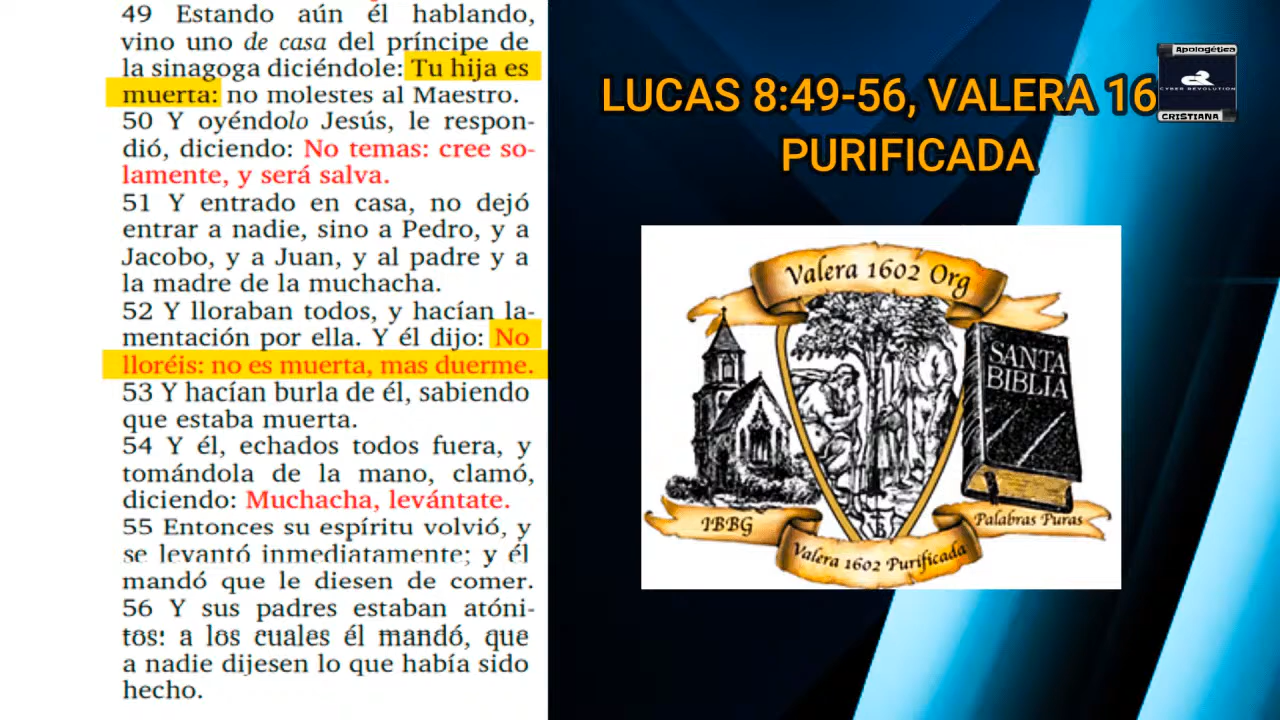 49 Estando aún él hablando,
vino uno de casa del príncipe de
la sinagoga diciéndole: Tu hija es
muerta: no molestes al Maestro.
50 Y oyéndolo Jesús, le respon-
dió, diciendo: No temas: cree so-
lamente, y será salva.
51 Y entrado en casa, no dejó
entrar a nadie, sino a Pedro, y a
Jacobo, y a Juan, y al padre y a
la madre de la muchacha.
52 Y lloraban todos, y hacían la-
mentación por ella. Y él dijo: No
lloréis: no es muerta, mas duerme.
53 Y hacían burla de él, sabiendo
que estaba muerta.
54 Y él, echados todos fuera, y
tomándola de la mano, clamó,
diciendo: Muchacha, levántate.
55 Entonces su espíritu volvió, y
se levantó inmediatamente; y él
mandó que le diesen de comer.
56 Y sus padres estaban atóni-
tos: a los cuales él mandó, que
a nadie dijesen lo que había sido
hecho.
LUCAS 8:49-56, VALERA 16
PURIFICADA
Apologética
CYBER REVOLUTION
CRISTIANA
Valera 1602 Org
SANTA
BIBLIA
IBBG
Palabras Puras
Valera 1602 Purificada